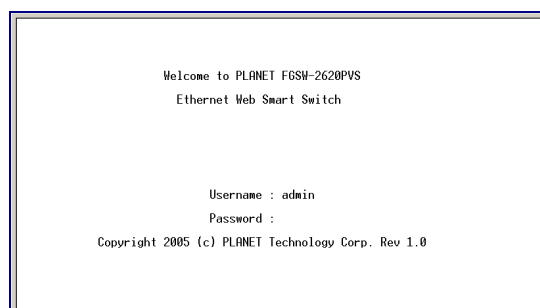 Welcome to PLANET FGSW-2620PVS
Ethernet Web Smart Switch
Username : admin
Password :
Copyright 2005 (c) PLANET Technology Corp. Rev 1.0